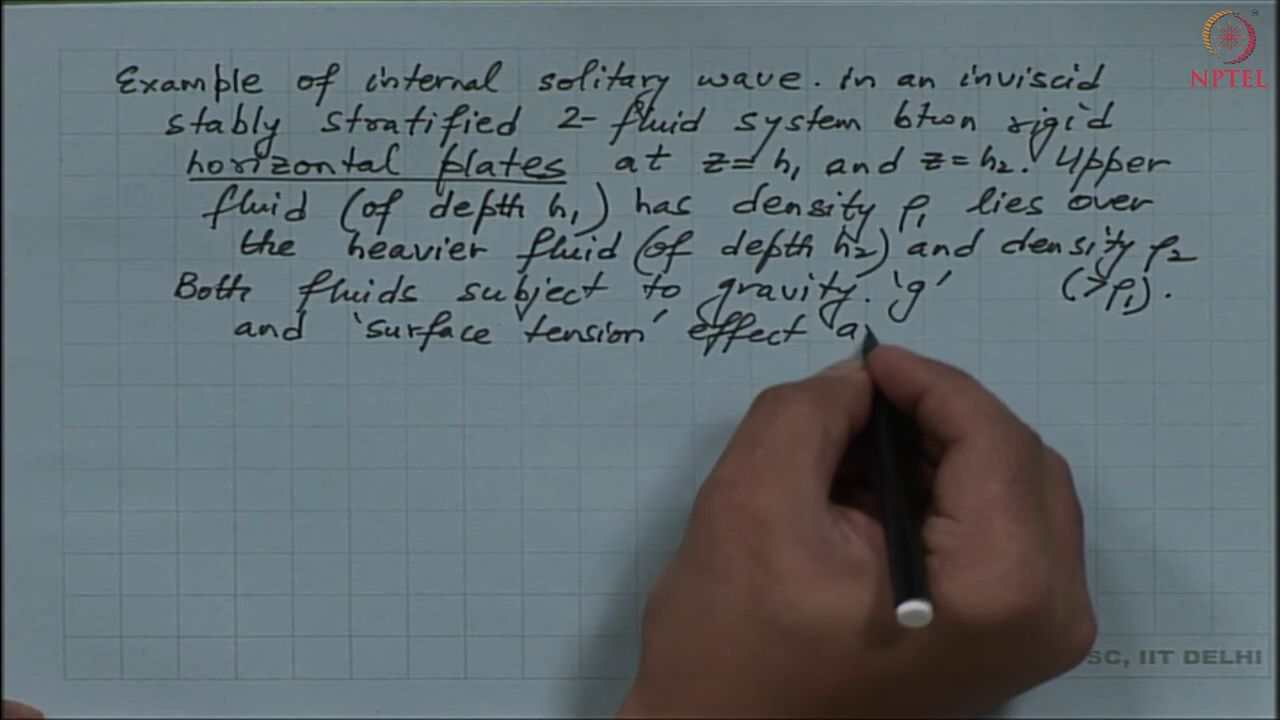 NPTEL
Example of internal solitary wave. In an inviscid
stably stratified 2-fluid system btwn rigid
horizontal plates at z=h₁ and z=h₂. Upper
fluid (of depth h₁) has density ρ₁ lies over
the heavier fluid (of depth h₂) and density ρ₂
Both fluids subject to gravity. 'g' (>ρ₁).
and 'surface tension' effect a
SC, IIT DELHI